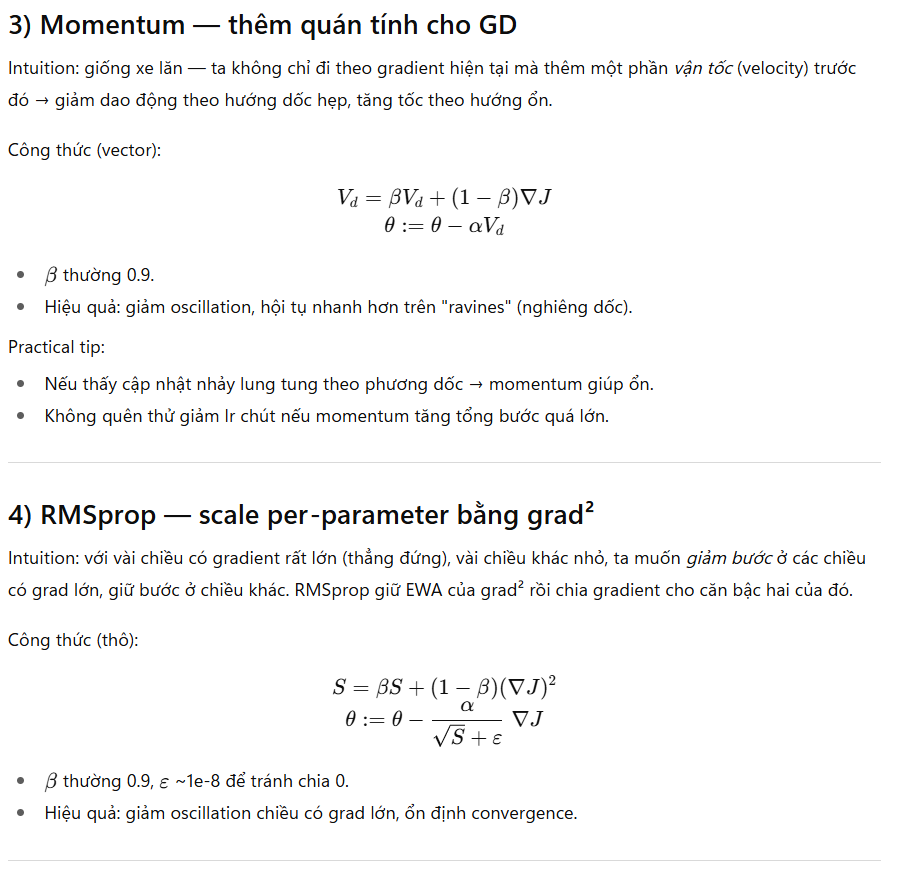 3) Momentum — thêm quán tính cho GD
Intuition: giống xe lăn — ta không chỉ đi theo gradient hiện tại mà thêm một phần vận tốc (velocity) trước
đó → giảm dao động theo hướng dốc hẹp, tăng tốc theo hướng ổn.
Công thức (vector):
V_d = βV_d + (1 − β)∇J
θ := θ − αV_d
• β thường 0.9.
• Hiệu quả: giảm oscillation, hội tụ nhanh hơn trên "ravines" (nghiêng dốc).
Practical tip:
• Nếu thấy cập nhật nhảy lung tung theo phương dốc → momentum giúp ổn.
• Không quên thử giảm lr chút nếu momentum tăng tổng bước quá lớn.
4) RMSprop — scale per-parameter bằng grad²
Intuition: với vài chiều có gradient rất lớn (thẳng đứng), vài chiều khác nhỏ, ta muốn giảm bước ở các chiều
có grad lớn, giữ bước ở chiều khác. RMSprop giữ EWA của grad² rồi chia gradient cho căn bậc hai của đó.
Công thức (thô):
S = βS + (1 − β)(∇J)²
θ := θ − α / (√S + ε) ∇J
• β thường 0.9, ε ~1e-8 để tránh chia 0.
• Hiệu quả: giảm oscillation chiều có grad lớn, ổn định convergence.